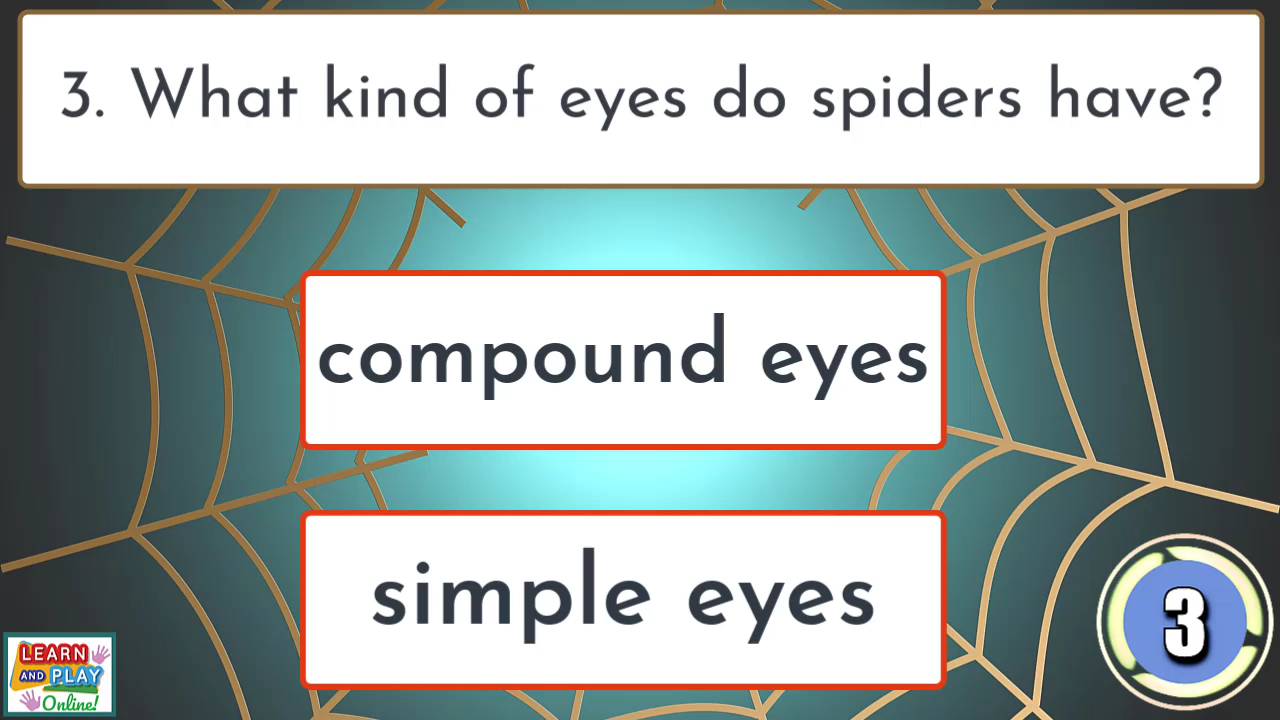 3. What kind of eyes do spiders have?
compound eyes
simple eyes
3
LEARN
AND PLAY
Online!